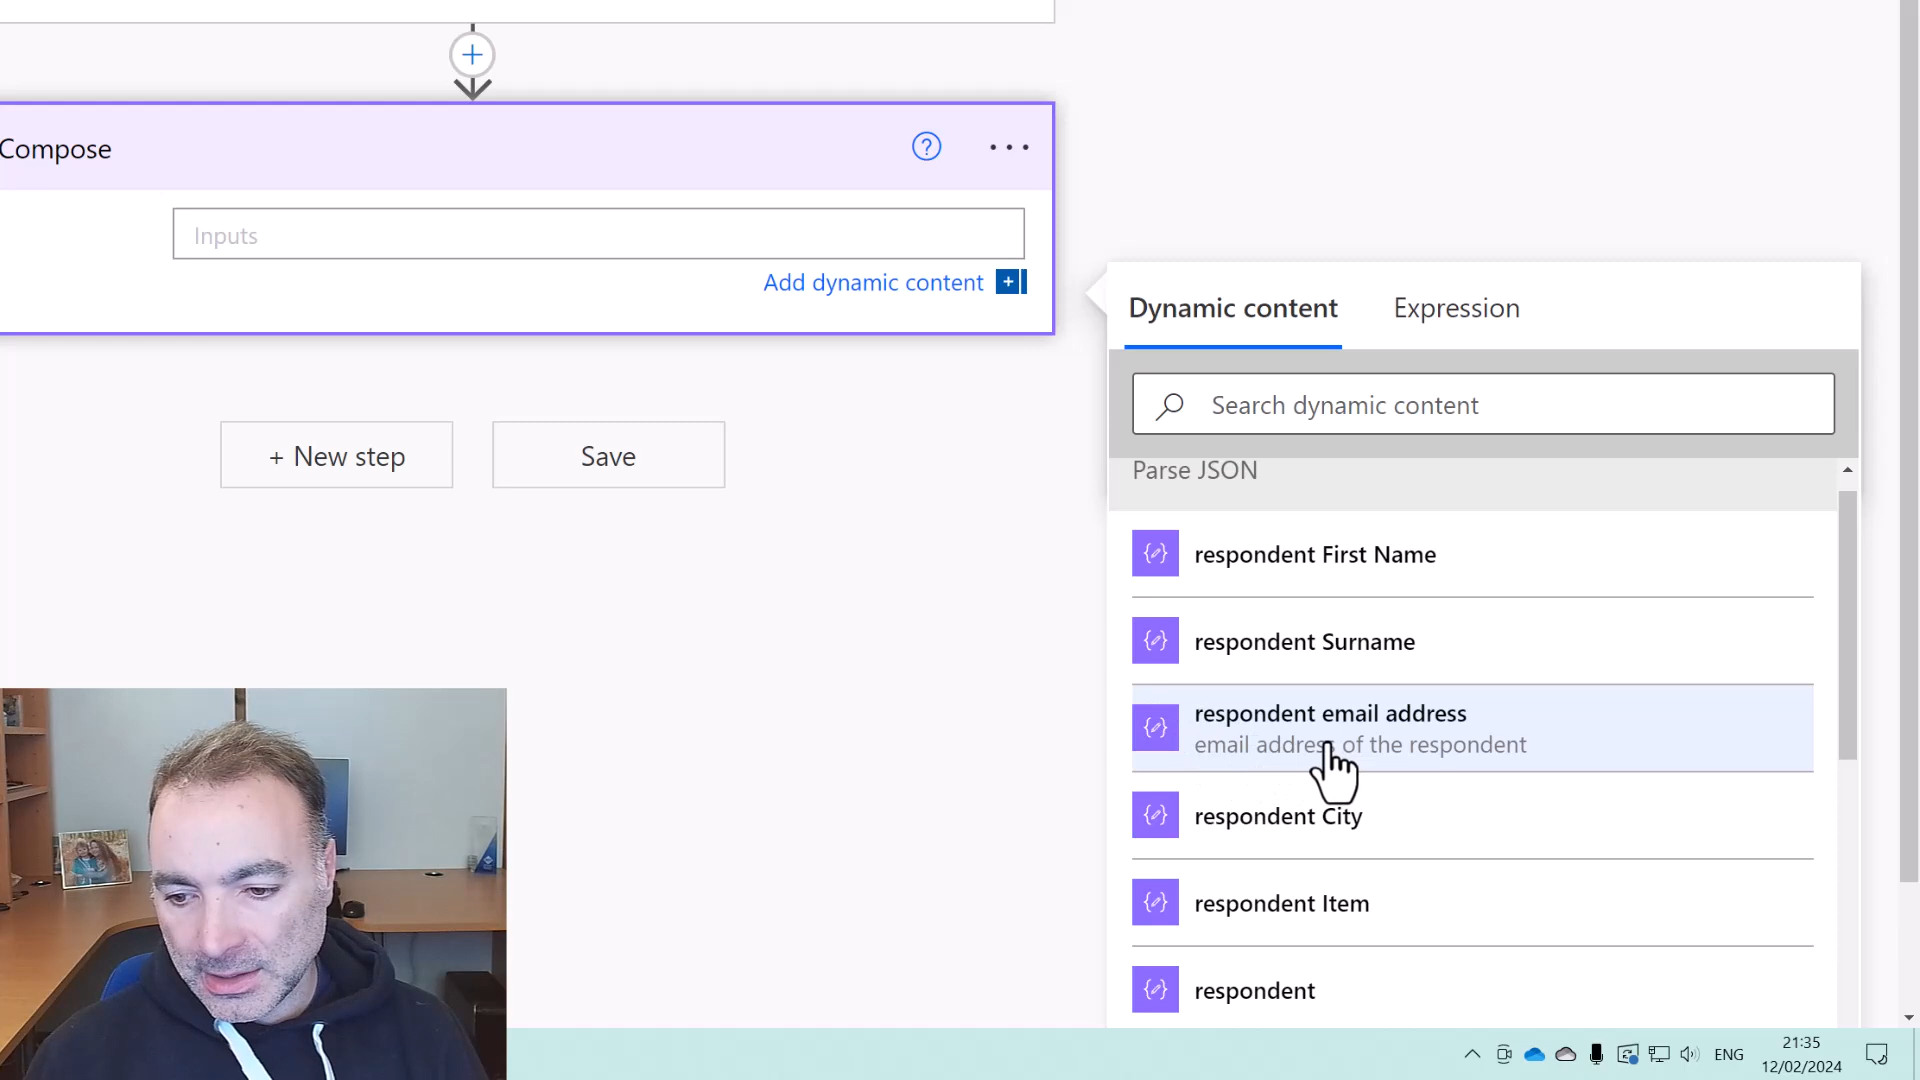 Compose
?
Inputs
Add dynamic content
Dynamic content
Expression
Search dynamic content
+ New step
Save
Parse JSON
respondent First Name
respondent Surname
respondent email address
email address of the respondent
respondent City
respondent Item
respondent
ENG
21:35
12/02/2024